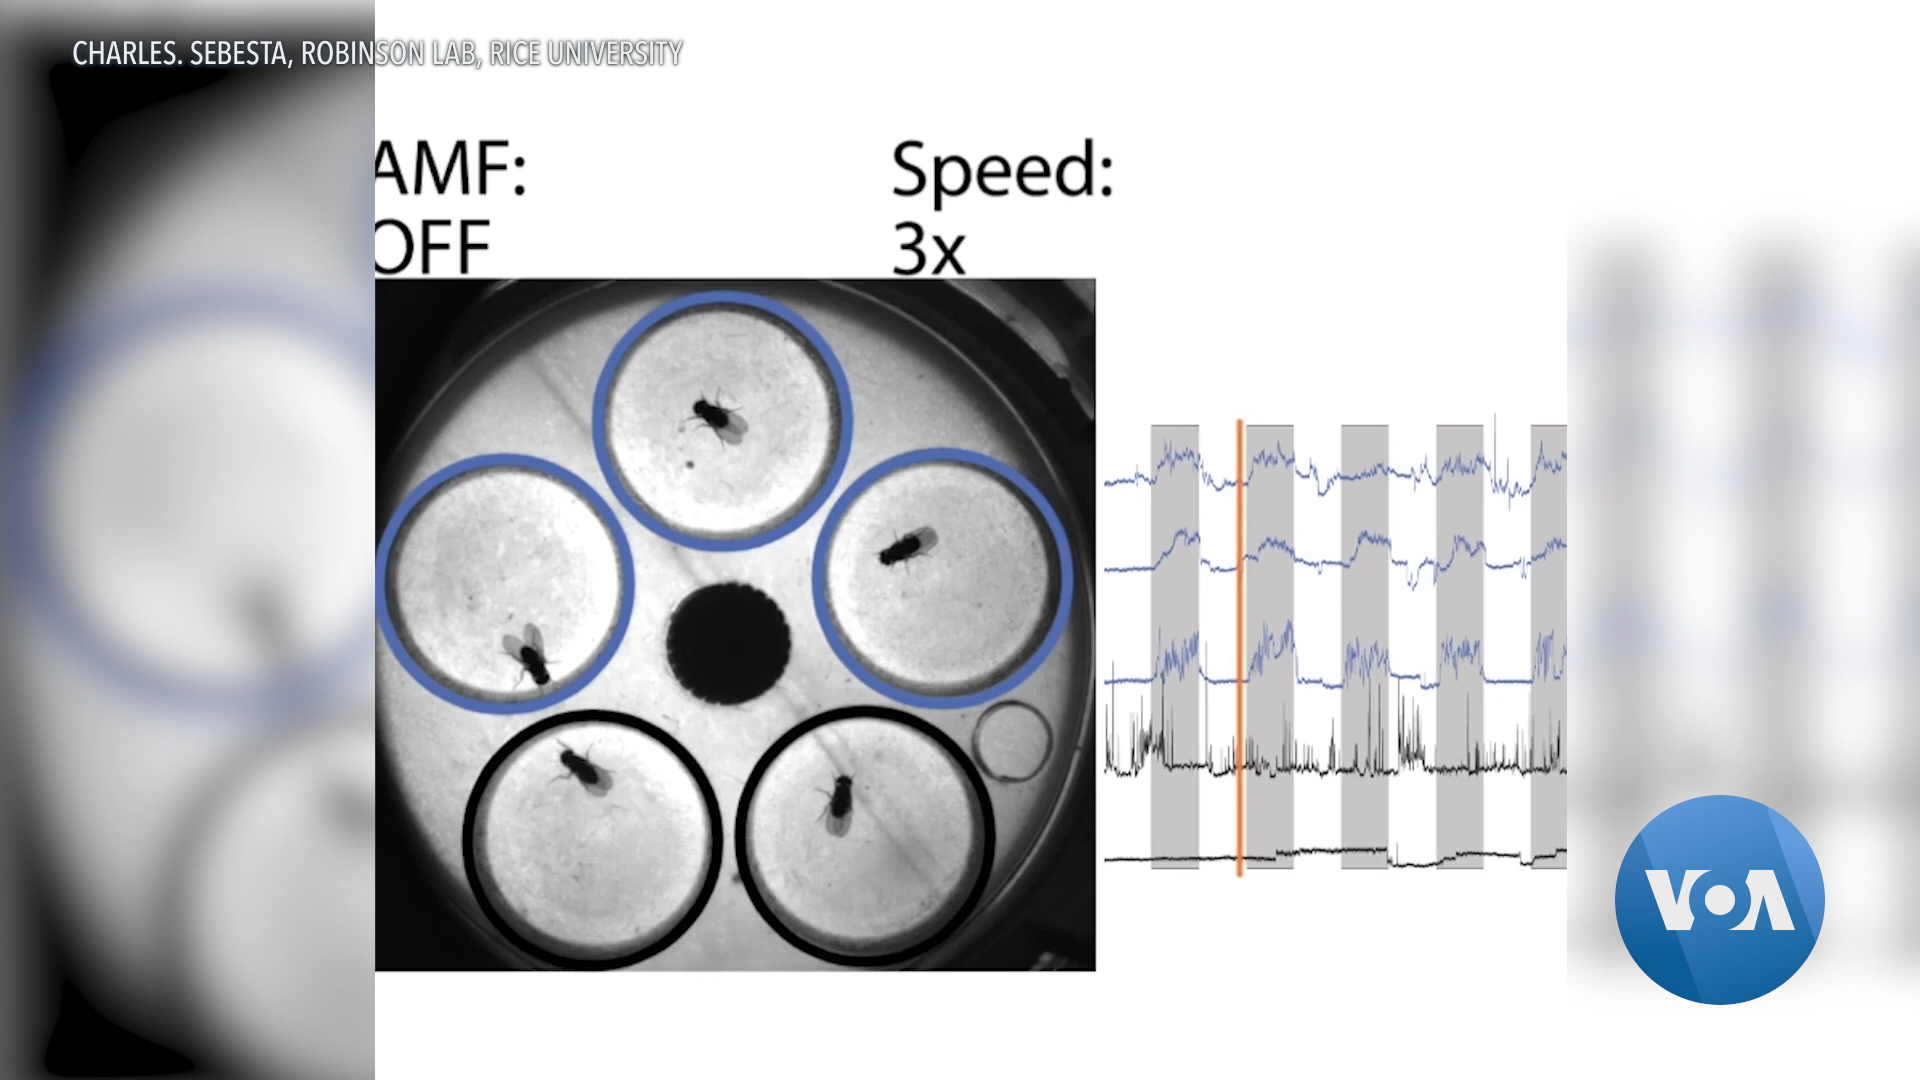 CHARLES. SEBESTA, ROBINSON LAB, RICE UNIVERSITY
AMF:
OFF
Speed:
3x
VOA